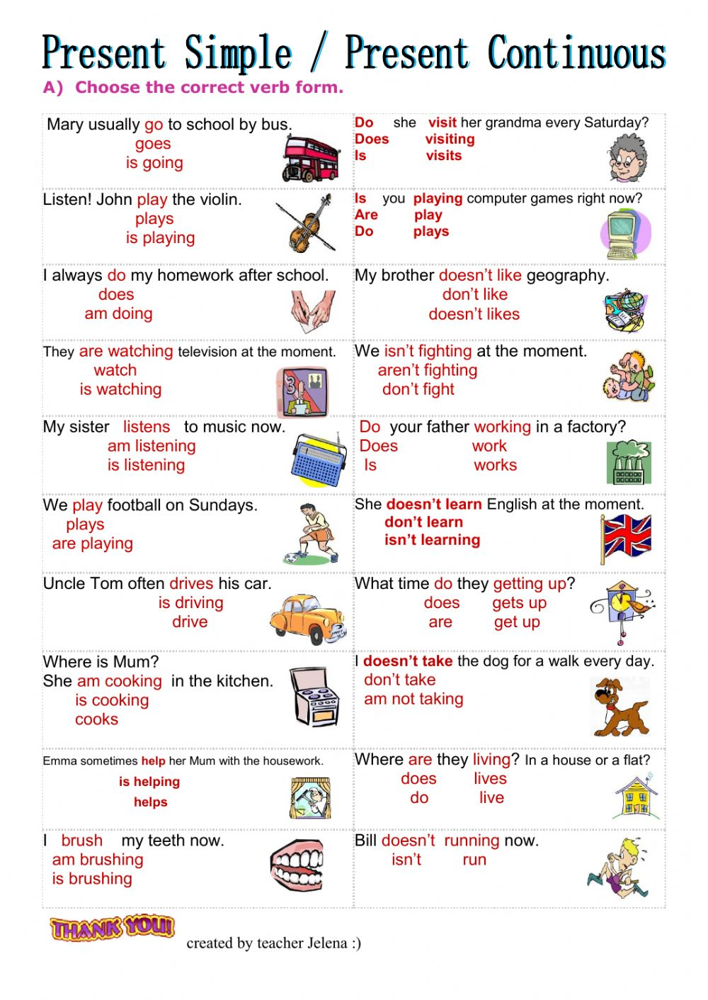 Present Simple / Present Continuous
A) Choose the correct verb form.
Mary usually go to school by bus.
goes
is going
Do she visit her grandma every Saturday?
Does visiting
Is visits
Listen! John play the violin.
plays
is playing
Is you playing computer games right now?
Are play
Do plays
I always do my homework after school.
does
am doing
My brother doesn't like geography.
don't like
doesn't likes
They are watching television at the moment.
watch
is watching
3
We isn't fighting at the moment.
aren't fighting
don't fight
My sister listens to music now.
am listening
is listening
Do your father working in a factory?
Does work
Is works
We play football on Sundays.
plays
are playing
She doesn't learn English at the moment.
don't learn
isn't learning
Uncle Tom often drives his car.
is driving
drive
What time do they getting up?
does gets up
are get up
Where is Mum?
She am cooking in the kitchen.
is cooking
cooks
I doesn't take the dog for a walk every day.
don't take
am not taking
Emma sometimes help her Mum with the housework.
is helping
helps
Where are they living? In a house or a flat?
does lives
do live
I brush my teeth now.
am brushing
is brushing
Bill doesn't running now.
isn't run
THANK YOU!
created by teacher Jelena :)